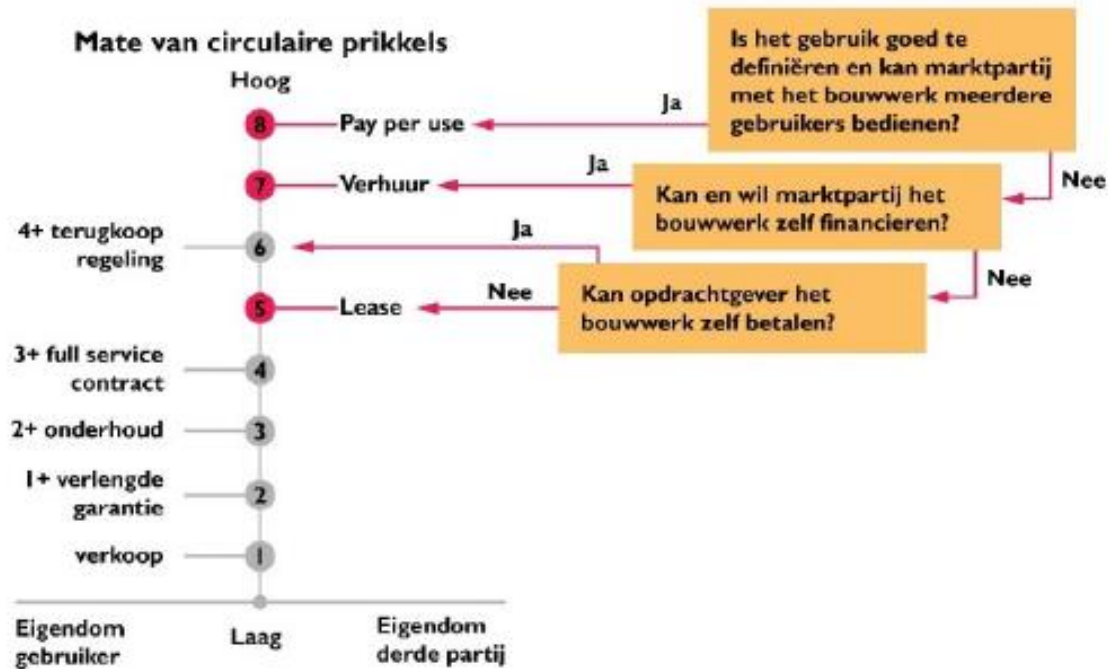 Mate van circulaire prikkels
Hoog
Is het gebruik goed te
definiëren en kan marktpartij
met het bouwwerk meerdere
gebruikers bedienen?
Ja
8
Pay per use
Nee
Ja
7
Verhuur
Kan en wil marktpartij het
bouwwerk zelf financieren?
4+ terugkoop
regeling
6
Ja
Nee
Kan opdrachtgever het
bouwwerk zelf betalen?
Nee
5
Lease
3+ full service
contract
4
2+ onderhoud
3
1+ verlengde
garantie
2
verkoop
1
Eigendom
gebruiker
Laag
Eigendom
derde partij